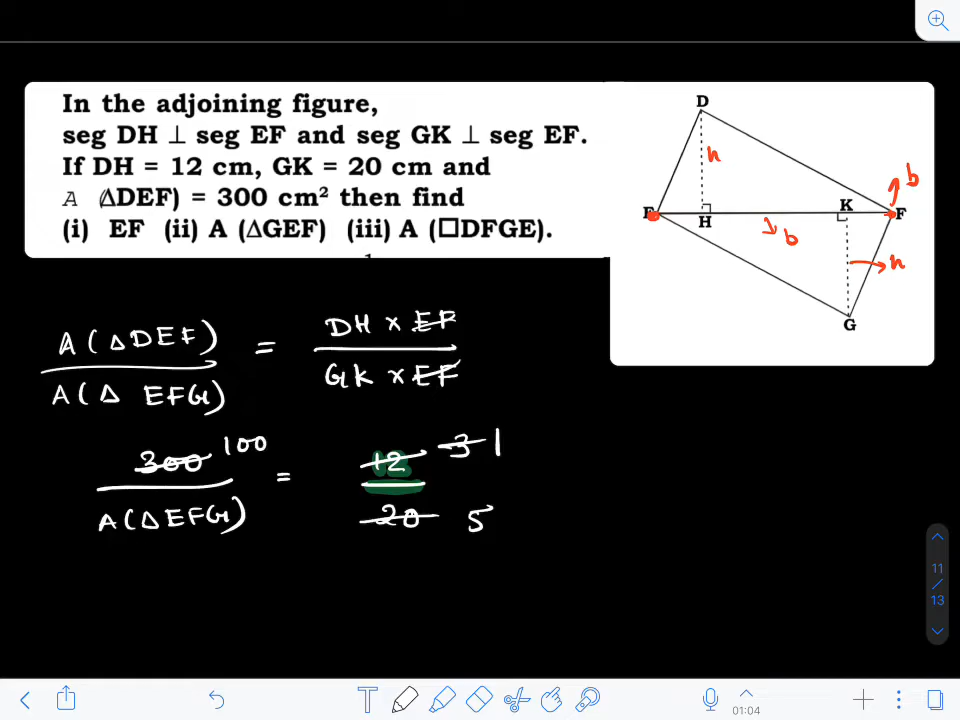 In the adjoining figure,
seg DH ⊥ seg EF and seg GK ⊥ seg EF.
If DH = 12 cm, GK = 20 cm and
A (ΔDEF) = 300 cm² then find
(i) EF (ii) A (ΔGEF) (iii) A (□DFGE).
D
h
b
E
H
K
F
b
h
G
A (ΔDEF) = DH × EF
A (Δ EFG) GK × EF
300 100 = 12 3 1
A (ΔEFG) 20 5
11
/
13
T
01:04